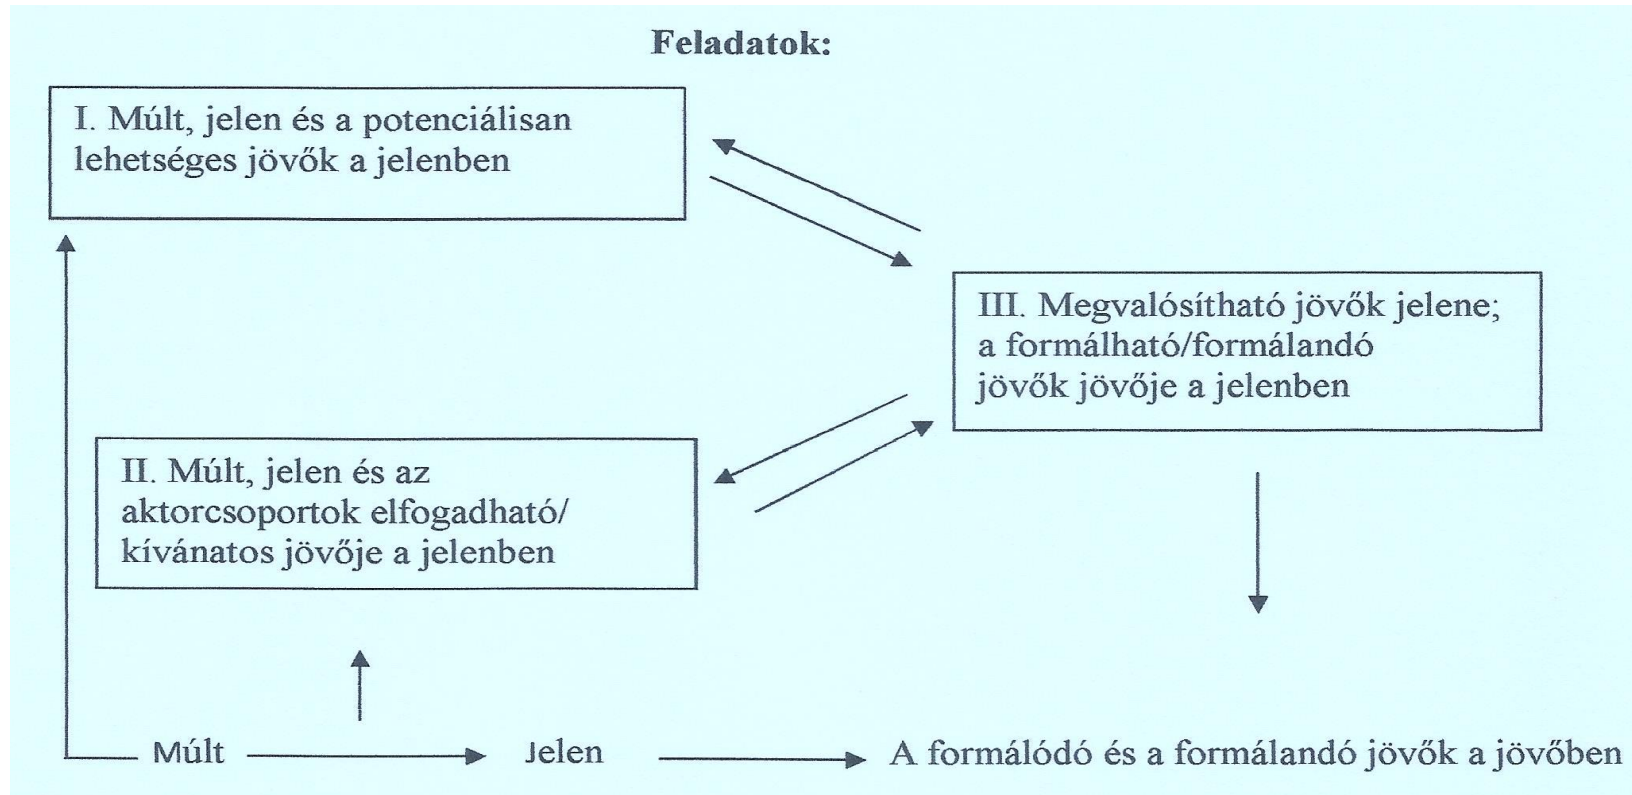 Feladatok:
I. Múlt, jelen és a potenciálisan
lehetséges jövők a jelenben
III. Megvalósítható jövők jelene;
a formálható/formálandó
jövők jövője a jelenben
II. Múlt, jelen és az
aktorcsoportok elfogadható/
kívánatos jövője a jelenben
Múlt
Jelen
A formálódó és a formálandó jövők a jövőben